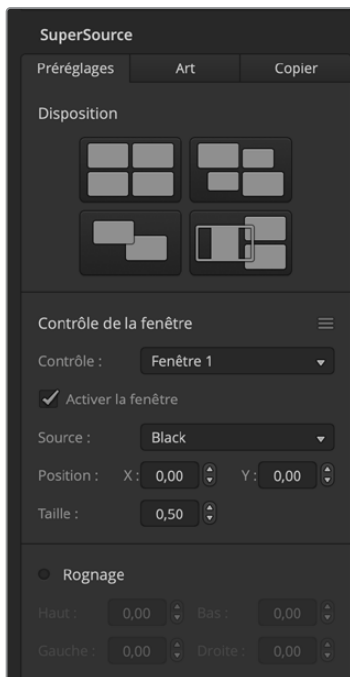 SuperSource
Préréglages Art Copier
Disposition
Contrôle de la fenêtre
Contrôle : Fenêtre 1
Activer la fenêtre
Source : Black
Position : X : 0,00 Y : 0,00
Taille : 0,50
Rognage
Haut : 0,00 Bas : 0,00
Gauche : 0,00 Droite : 0,00